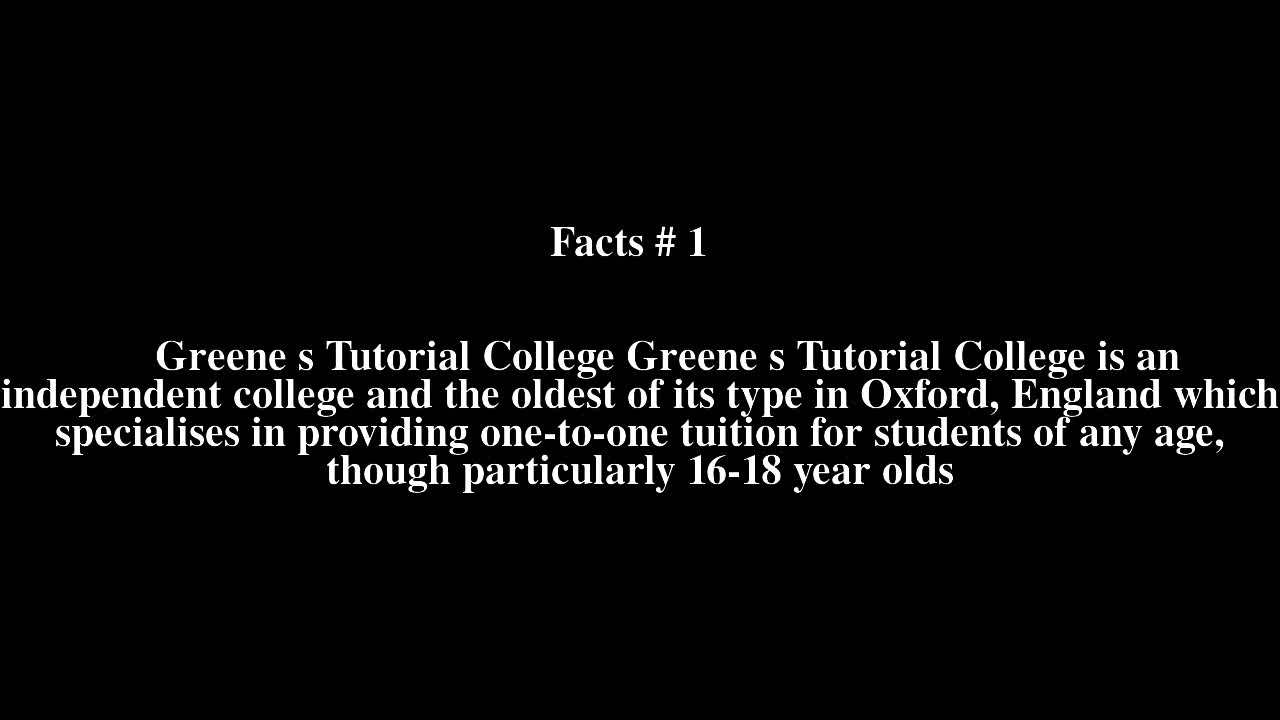 Facts # 1
Greene s Tutorial College Greene s Tutorial College is an
independent college and the oldest of its type in Oxford, England which
specialises in providing one-to-one tuition for students of any age,
though particularly 16-18 year olds